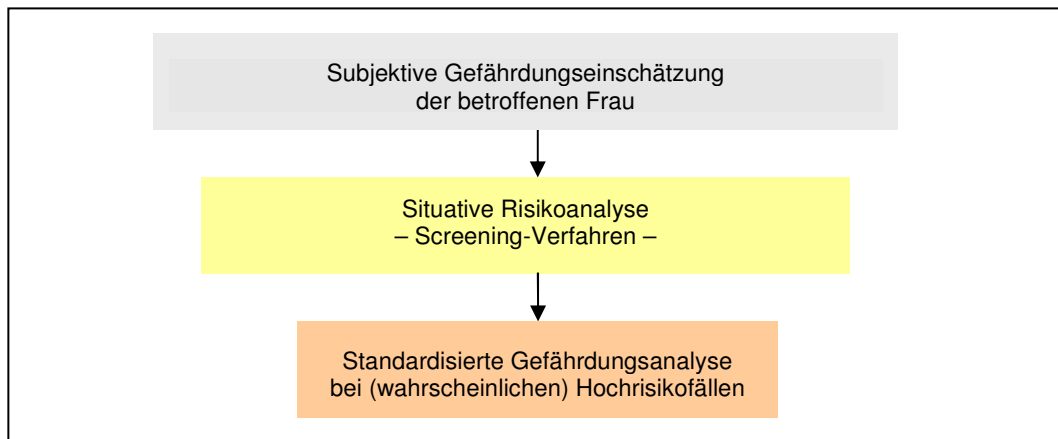 Subjektive Gefährdungseinschätzung
der betroffenen Frau
Situative Risikoanalyse
– Screening-Verfahren –
Standardisierte Gefährdungsanalyse
bei (wahrscheinlichen) Hochrisikofällen